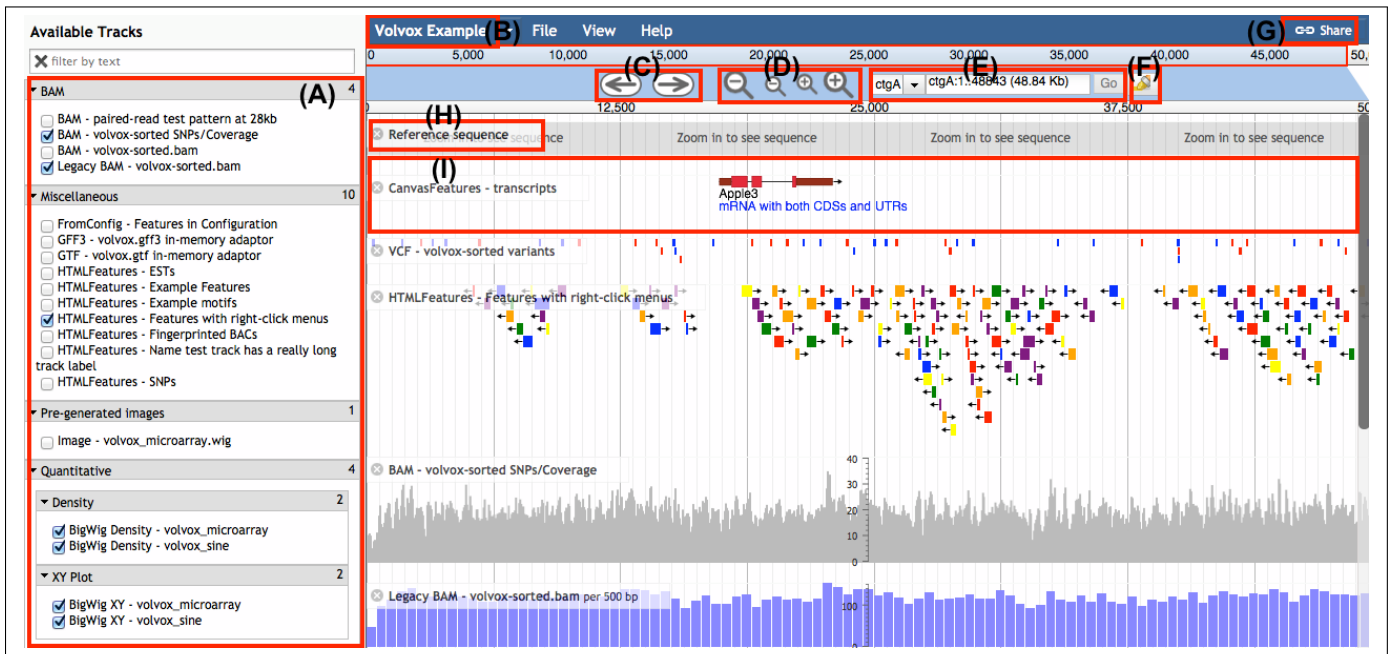 Available Tracks
filter by text
(A)
BAM 4
BAM - paired-read test pattern at 28kb
BAM - volvox-sorted SNPs/Coverage
BAM - volvox-sorted.bam
Legacy BAM - volvox-sorted.bam
Miscellaneous 10
FromConfig - Features in Configuration
GFF3 - volvox.gff3 in-memory adaptor
GTF - volvox.gtf in-memory adaptor
HTMLFeatures - ESTs
HTMLFeatures - Example Features
HTMLFeatures - Example motifs
HTMLFeatures - Features with right-click menus
HTMLFeatures - Fingerprinted BACs
HTMLFeatures - Name test track has a really long
track label
HTMLFeatures - SNPs
Pre-generated images 1
Image - volvox_microarray.wig
Quantitative 4
Density 2
BigWig Density - volvox_microarray
BigWig Density - volvox_sine
XY Plot 2
BigWig XY - volvox_microarray
BigWig XY - volvox_sine
Volvox Example (B) File View Help (G) Share
0 5,000 10,000 15,000 20,000 25,000 30,000 35,000 40,000 45,000 50,
(C) (D) (E) (F)
ctgA ctgA:1..48843 (48.84 Kb) Go
0 12,500 25,000 37,500 50
(H)
Reference sequence
Zoom in to see sequence Zoom in to see sequence Zoom in to see sequence Zoom in to see sequence
(I)
CanvasFeatures - transcripts
Apple3
mRNA with both CDSs and UTRs
VCF - volvox-sorted variants
HTMLFeatures - Features with right-click menus
BAM - volvox-sorted SNPs/Coverage
40
30
20
10
0
Legacy BAM - volvox-sorted.bam per 500 bp
100
0